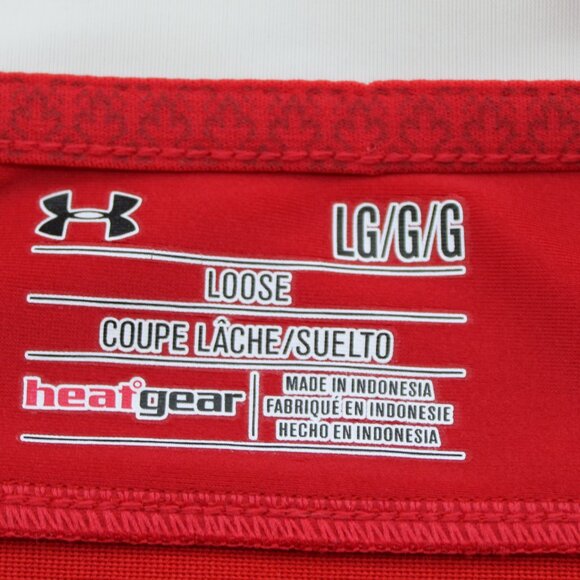 LG/G/G
LOOSE
COUPE LÂCHE/SUELTO
heatgear
MADE IN INDONESIA
FABRIQUÉ EN INDONESIE
HECHO EN INDONESIA